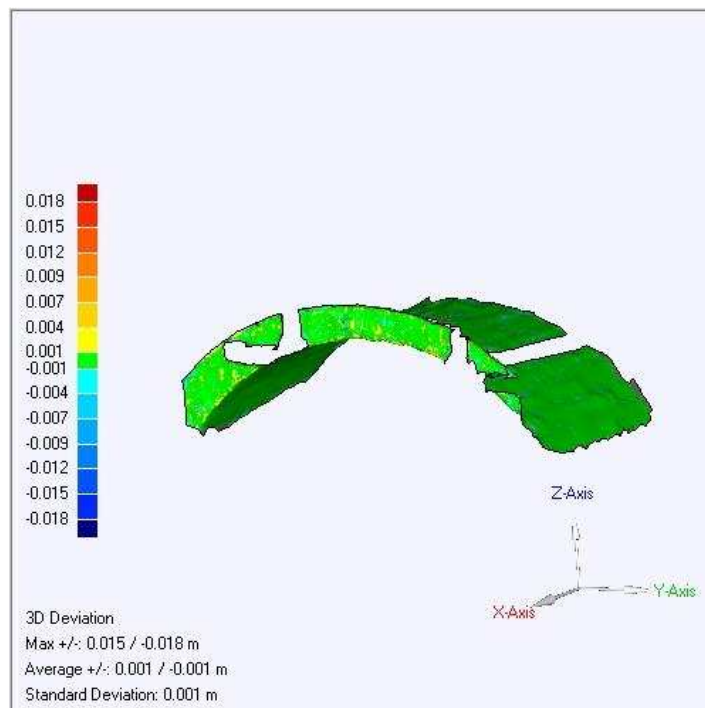 0.018
0.015
0.012
0.009
0.007
0.004
0.001
-0.001
-0.004
-0.007
-0.009
-0.012
-0.015
-0.018
Z-Axis
Y-Axis
X-Axis
3D Deviation
Max +/-: 0.015 / -0.018 m
Average +/-: 0.001 / -0.001 m
Standard Deviation: 0.001 m